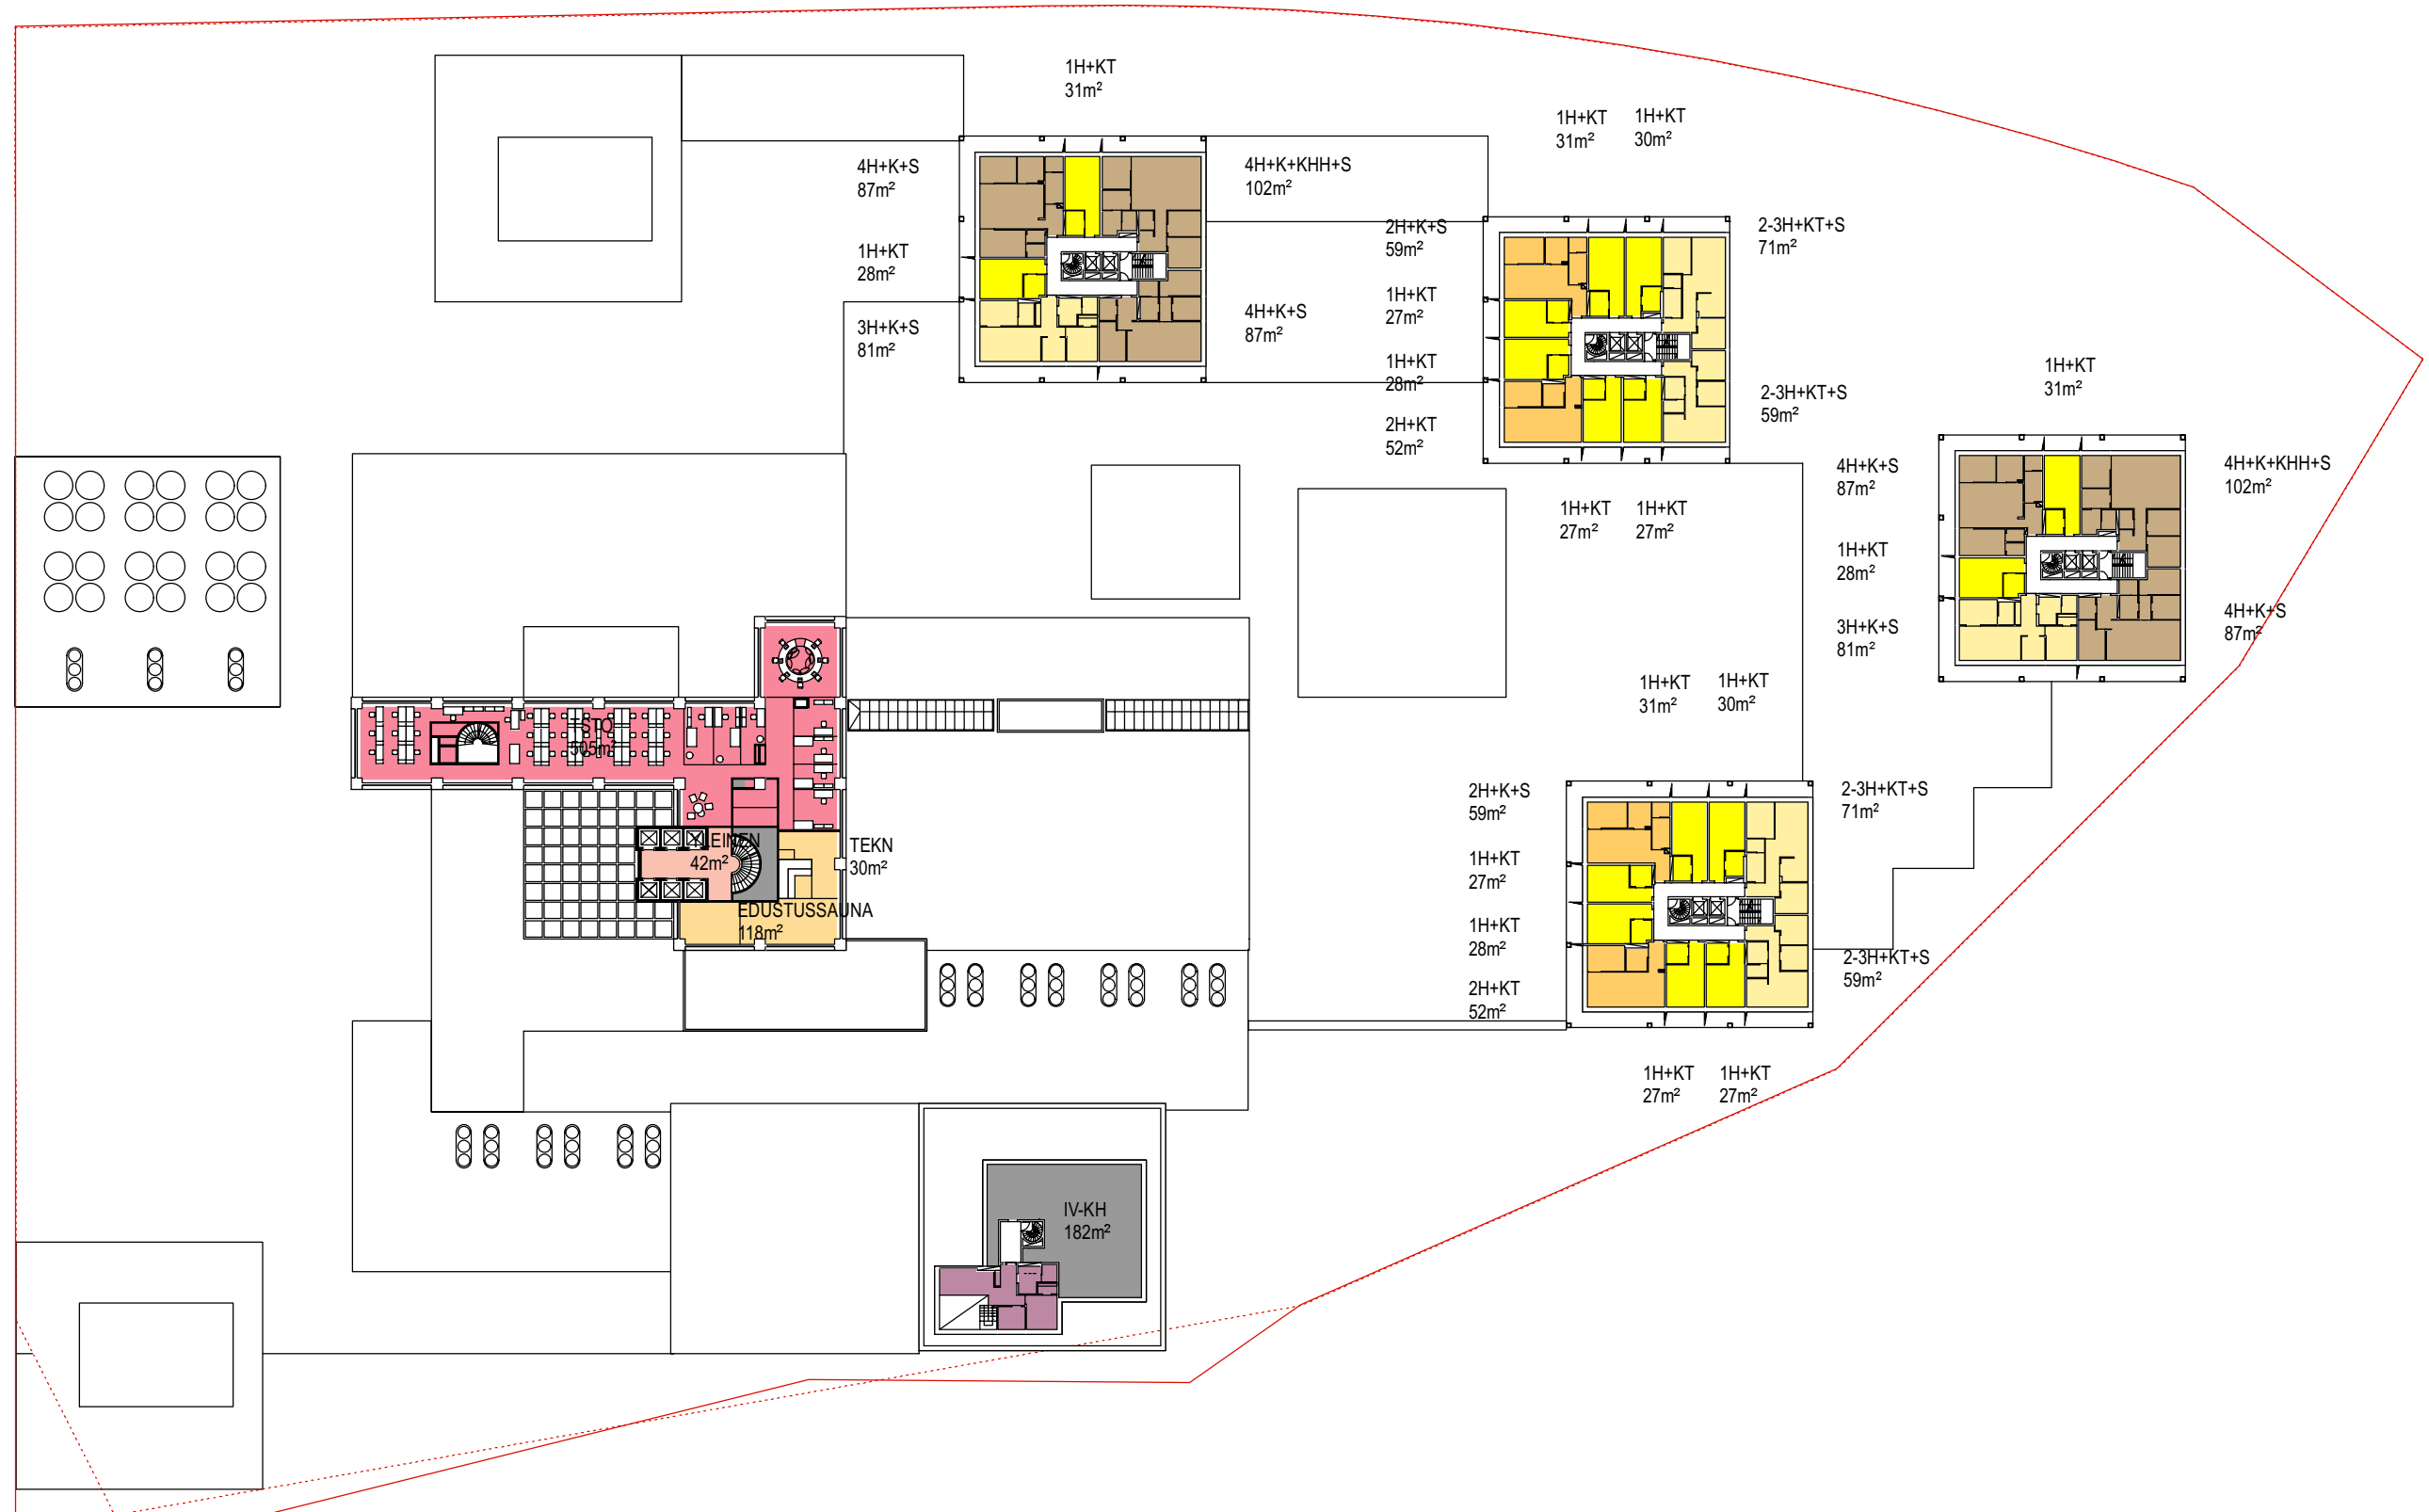 1H+KT
31m²
4H+K+S
87m²
4H+K+KHH+S
102m²
1H+KT
28m²
3H+K+S
81m²
4H+K+S
87m²
1H+KT
31m²
1H+KT
30m²
2H+K+S
59m²
2-3H+KT+S
71m²
1H+KT
27m²
1H+KT
28m²
2-3H+KT+S
59m²
2H+KT
52m²
1H+KT
27m²
1H+KT
27m²
1H+KT
31m²
4H+K+S
87m²
4H+K+KHH+S
102m²
1H+KT
28m²
3H+K+S
81m²
4H+K+S
87m²
1H+KT
31m²
1H+KT
30m²
2H+K+S
59m²
2-3H+KT+S
71m²
1H+KT
27m²
1H+KT
28m²
2-3H+KT+S
59m²
2H+KT
52m²
1H+KT
27m²
1H+KT
27m²
TSTO
505m²
YLEINEN
42m²
TEKN
30m²
EDUSTUSSAUNA
118m²
IV-KH
182m²